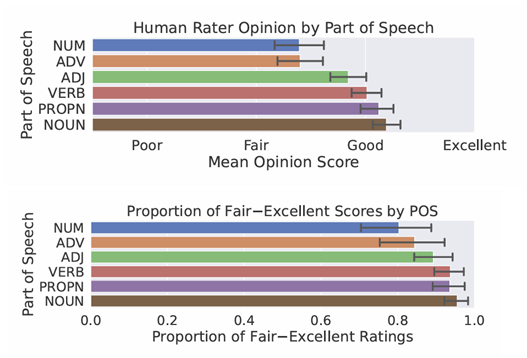 Human Rater Opinion by Part of Speech
Part of Speech
NUM
ADV
ADJ
VERB
PROPN
NOUN
Poor Fair Good Excellent
Mean Opinion Score
Proportion of Fair−Excellent Scores by POS
Part of Speech
NUM
ADV
ADJ
VERB
PROPN
NOUN
0.0 0.2 0.4 0.6 0.8 1.0
Proportion of Fair−Excellent Ratings